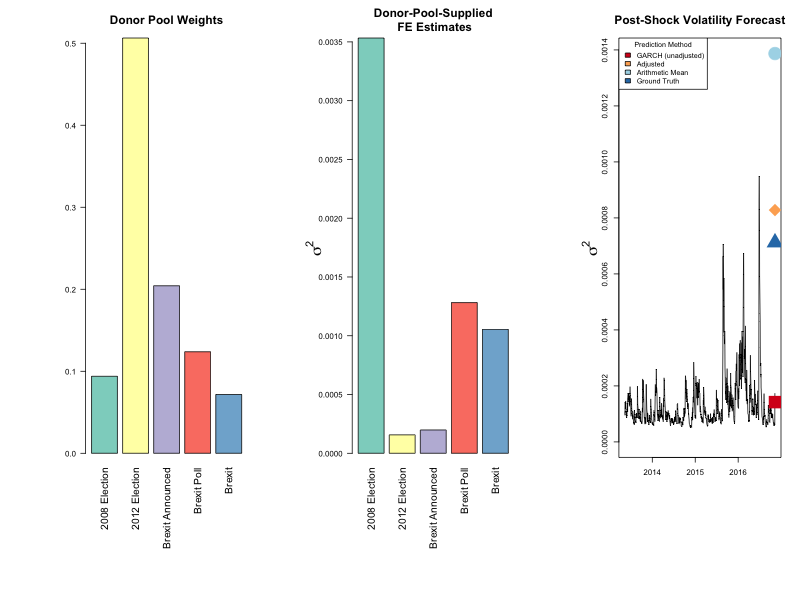 Donor Pool Weights
0.5
0.4
0.3
0.2
0.1
0.0
2008 Election
2012 Election
Brexit Announced
Brexit Poll
Brexit
Donor-Pool-Supplied
FE Estimates
σ2
0.0035
0.0030
0.0025
0.0020
0.0015
0.0010
0.0005
0.0000
2008 Election
2012 Election
Brexit Announced
Brexit Poll
Brexit
Post-Shock Volatility Forecast
Prediction Method
GARCH (unadjusted)
Adjusted
Arithmetic Mean
Ground Truth
σ2
0.0014
0.0012
0.0010
0.0008
0.0006
0.0004
0.0002
0.0000
2014 2015 2016